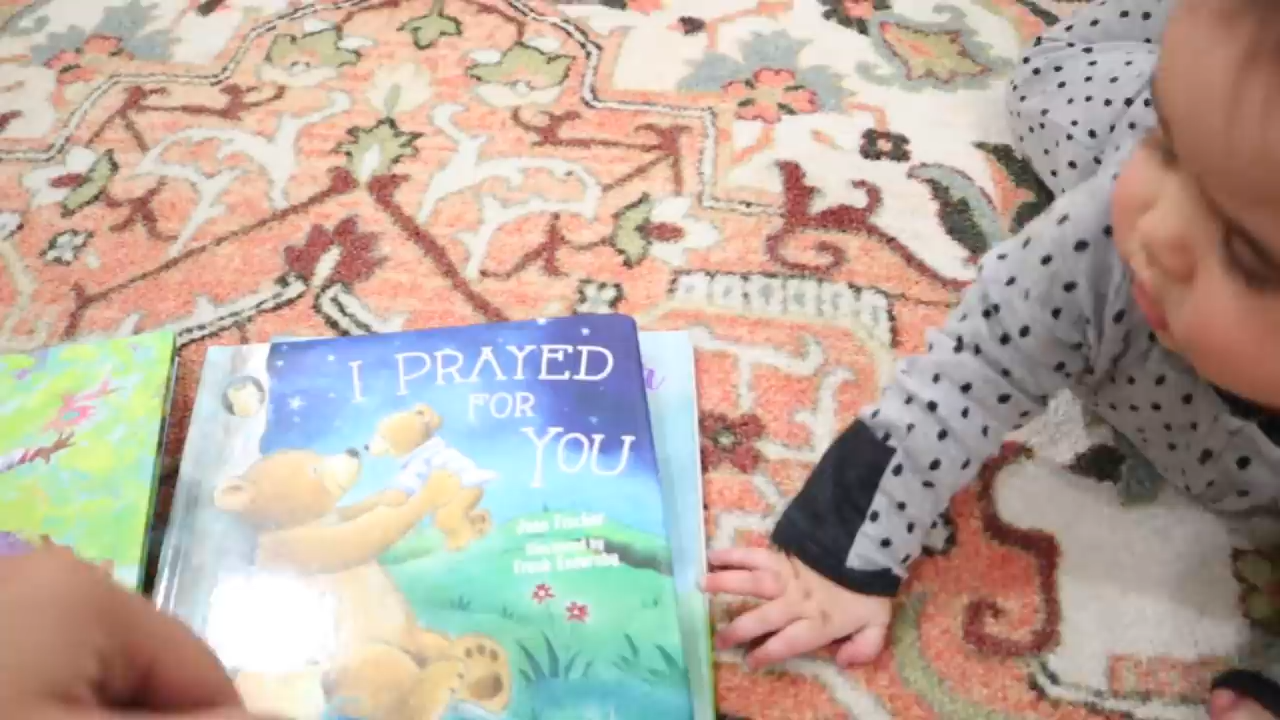 I PRAYED
FOR
YOU
Jean Fischer
Illustrated by
Frank Endersby